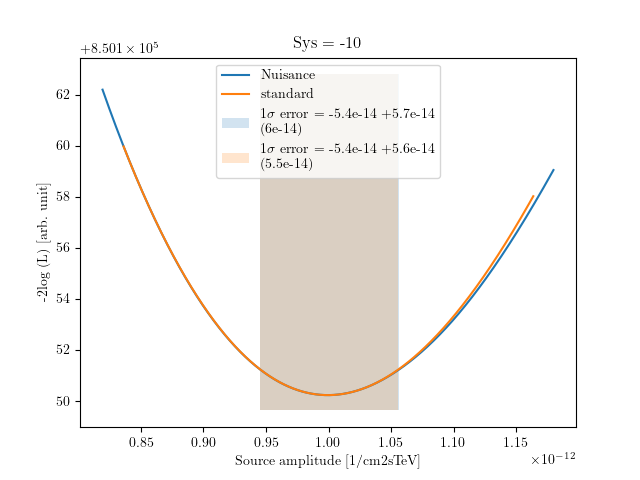 Sys = -10
+8.501 × 10^5
Nuisance
standard
1σ error = -5.4e-14 +5.7e-14
(6e-14)
1σ error = -5.4e-14 +5.6e-14
(5.5e-14)
62
60
58
56
54
52
50
-2log (L) [arb. unit]
0.85
0.90
0.95
1.00
1.05
1.10
1.15
Source amplitude [1/cm2sTeV]
×10^−12